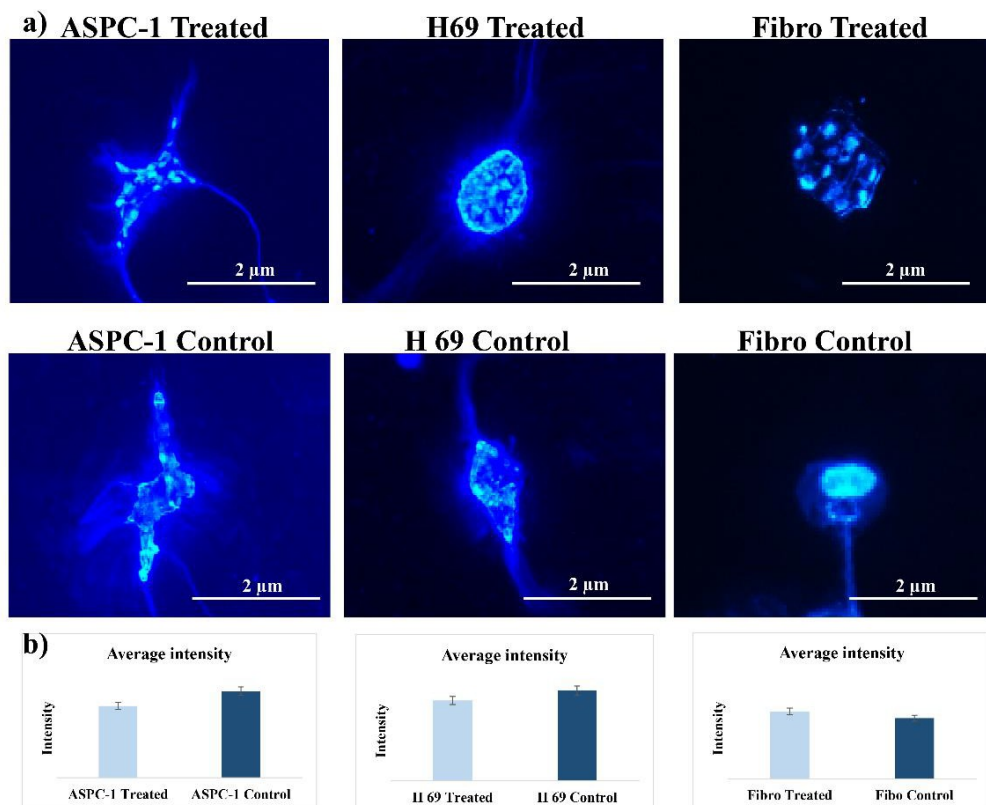 a) ASPC-1 Treated H69 Treated Fibro Treated
2 µm 2 µm 2 µm
ASPC-1 Control H 69 Control Fibro Control
2 µm 2 µm 2 µm
b)
Average intensity Average intensity Average intensity
Intensity Intensity Intensity
ASPC-1 Treated ASPC-1 Control H 69 Treated H 69 Control Fibro Treated Fibo Control